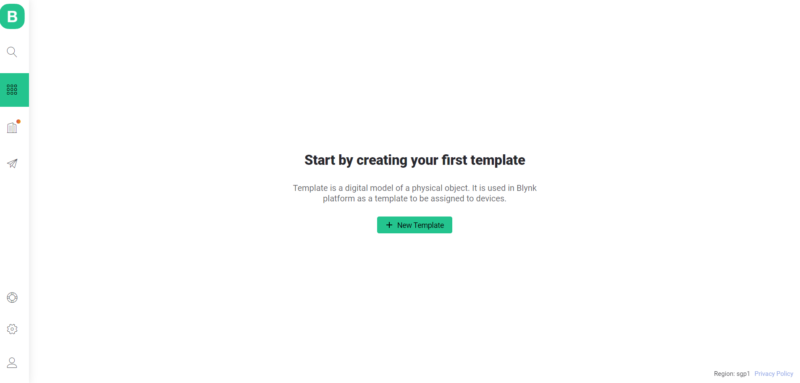 B
Start by creating your first template
Template is a digital model of a physical object. It is used in Blynk
platform as a template to be assigned to devices.
+ New Template
Region: sgp1 Privacy Policy